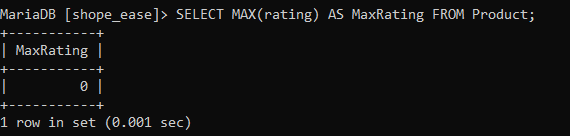 MariaDB [shope_ease]> SELECT MAX(rating) AS MaxRating FROM Product;
+-----------+
| MaxRating |
+-----------+
|         0 |
+-----------+
1 row in set (0.001 sec)